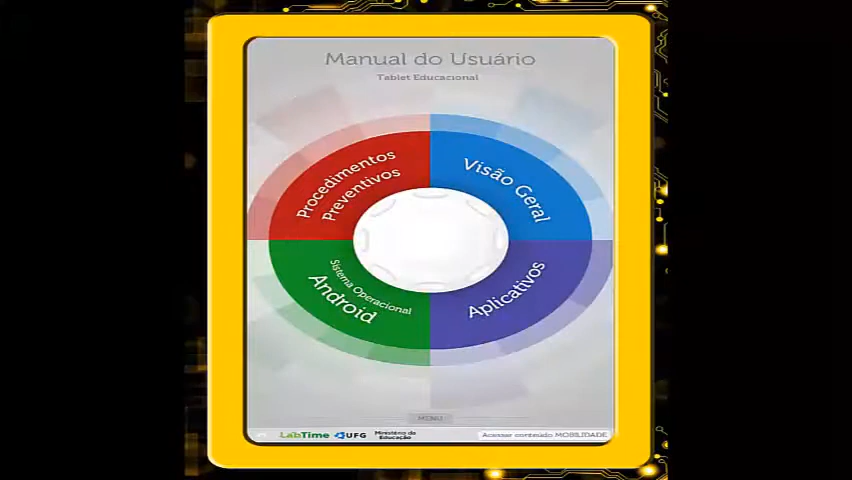 Manual do Usuário
Tablet Educacional
Procedimentos
Preventivos
Visão Geral
Sistema Operacional
Android
Aplicativos
MENU
LabTime
UFG
Ministério da
Educação
Acessar conteúdo MOBILIDADE